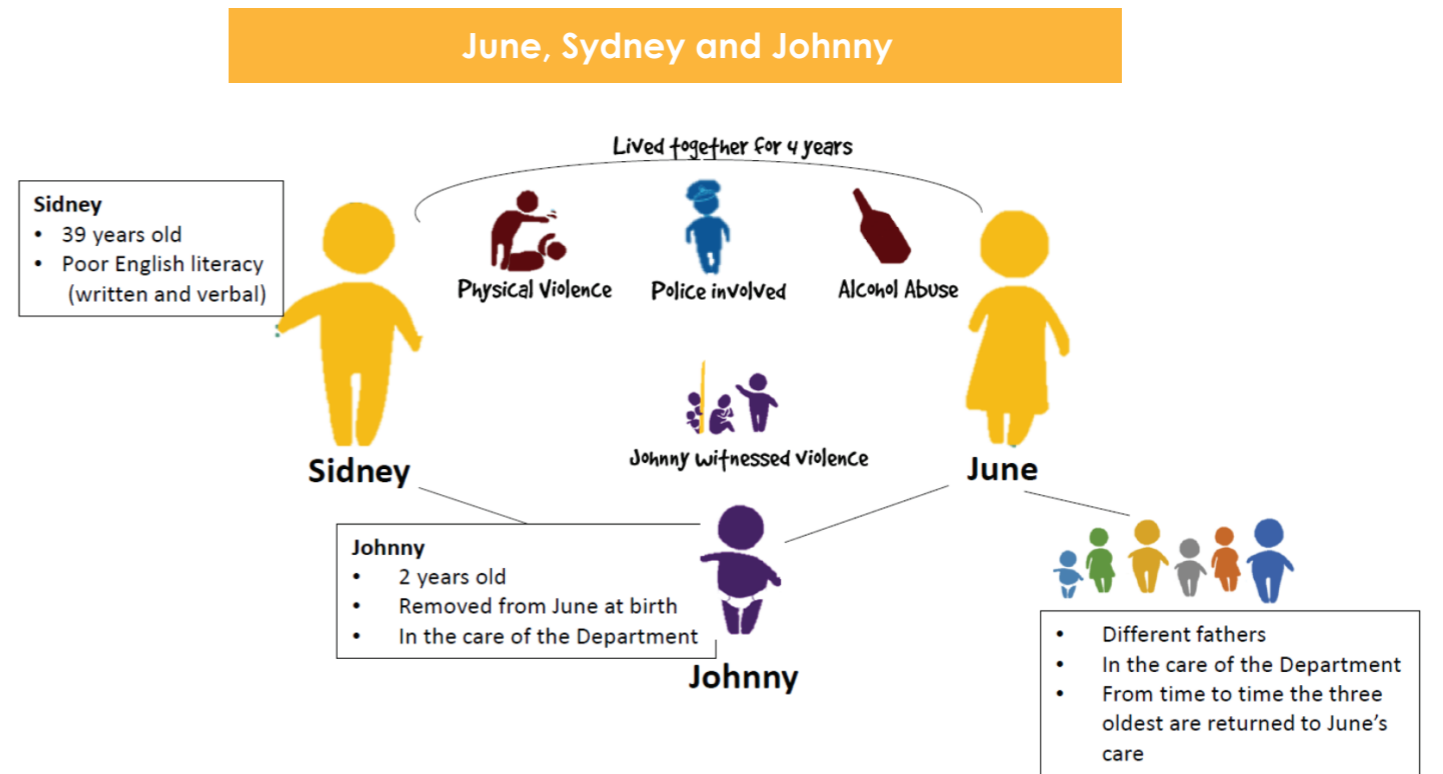 June, Sydney and Johnny
Lived together for 4 years
Sidney
• 39 years old
• Poor English literacy
(written and verbal)
Physical Violence
Police involved
Alcohol Abuse
Johnny witnessed violence
Sidney
June
Johnny
• 2 years old
• Removed from June at birth
• In the care of the Department
Johnny
• Different fathers
• In the care of the Department
• From time to time the three
oldest are returned to June's
care